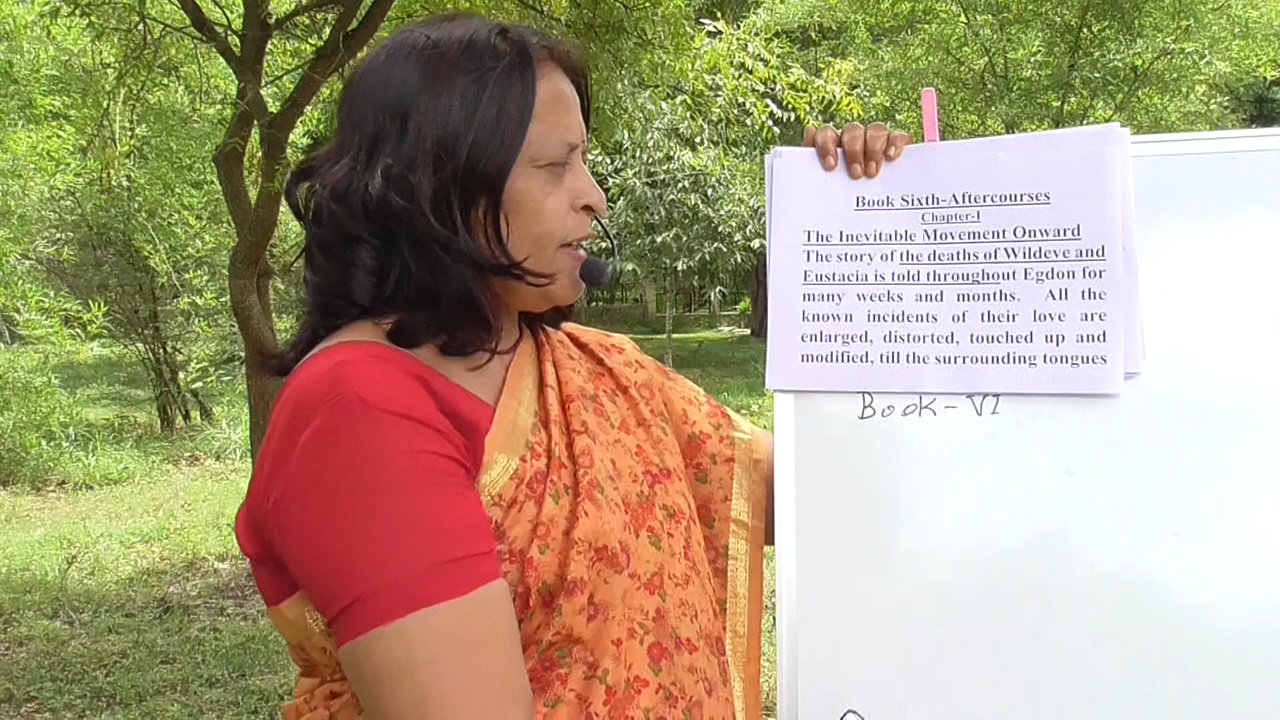 Book Sixth-Aftercourses
Chapter-I
The Inevitable Movement Onward
The story of the deaths of Wildeve and
Eustacia is told throughout Egdon for
many weeks and months. All the
known incidents of their love are
enlarged, distorted, touched up and
modified, till the surrounding tongues
Book-VI